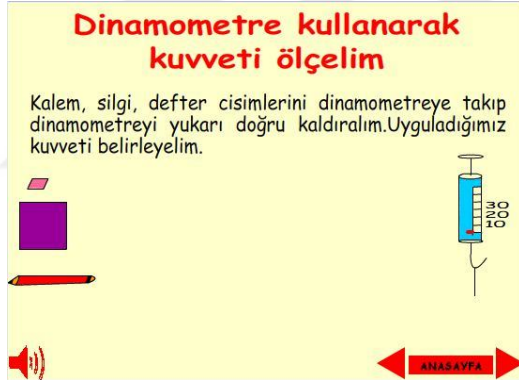 Dinamometre kullanarak
kuvveti ölçelim
Kalem, silgi, defter cisimlerini dinamometreye takıp
dinamometreyi yukarı doğru kaldıralım.Uyguladığımız
kuvveti belirleyelim.
30
20
10
ANASAYFA